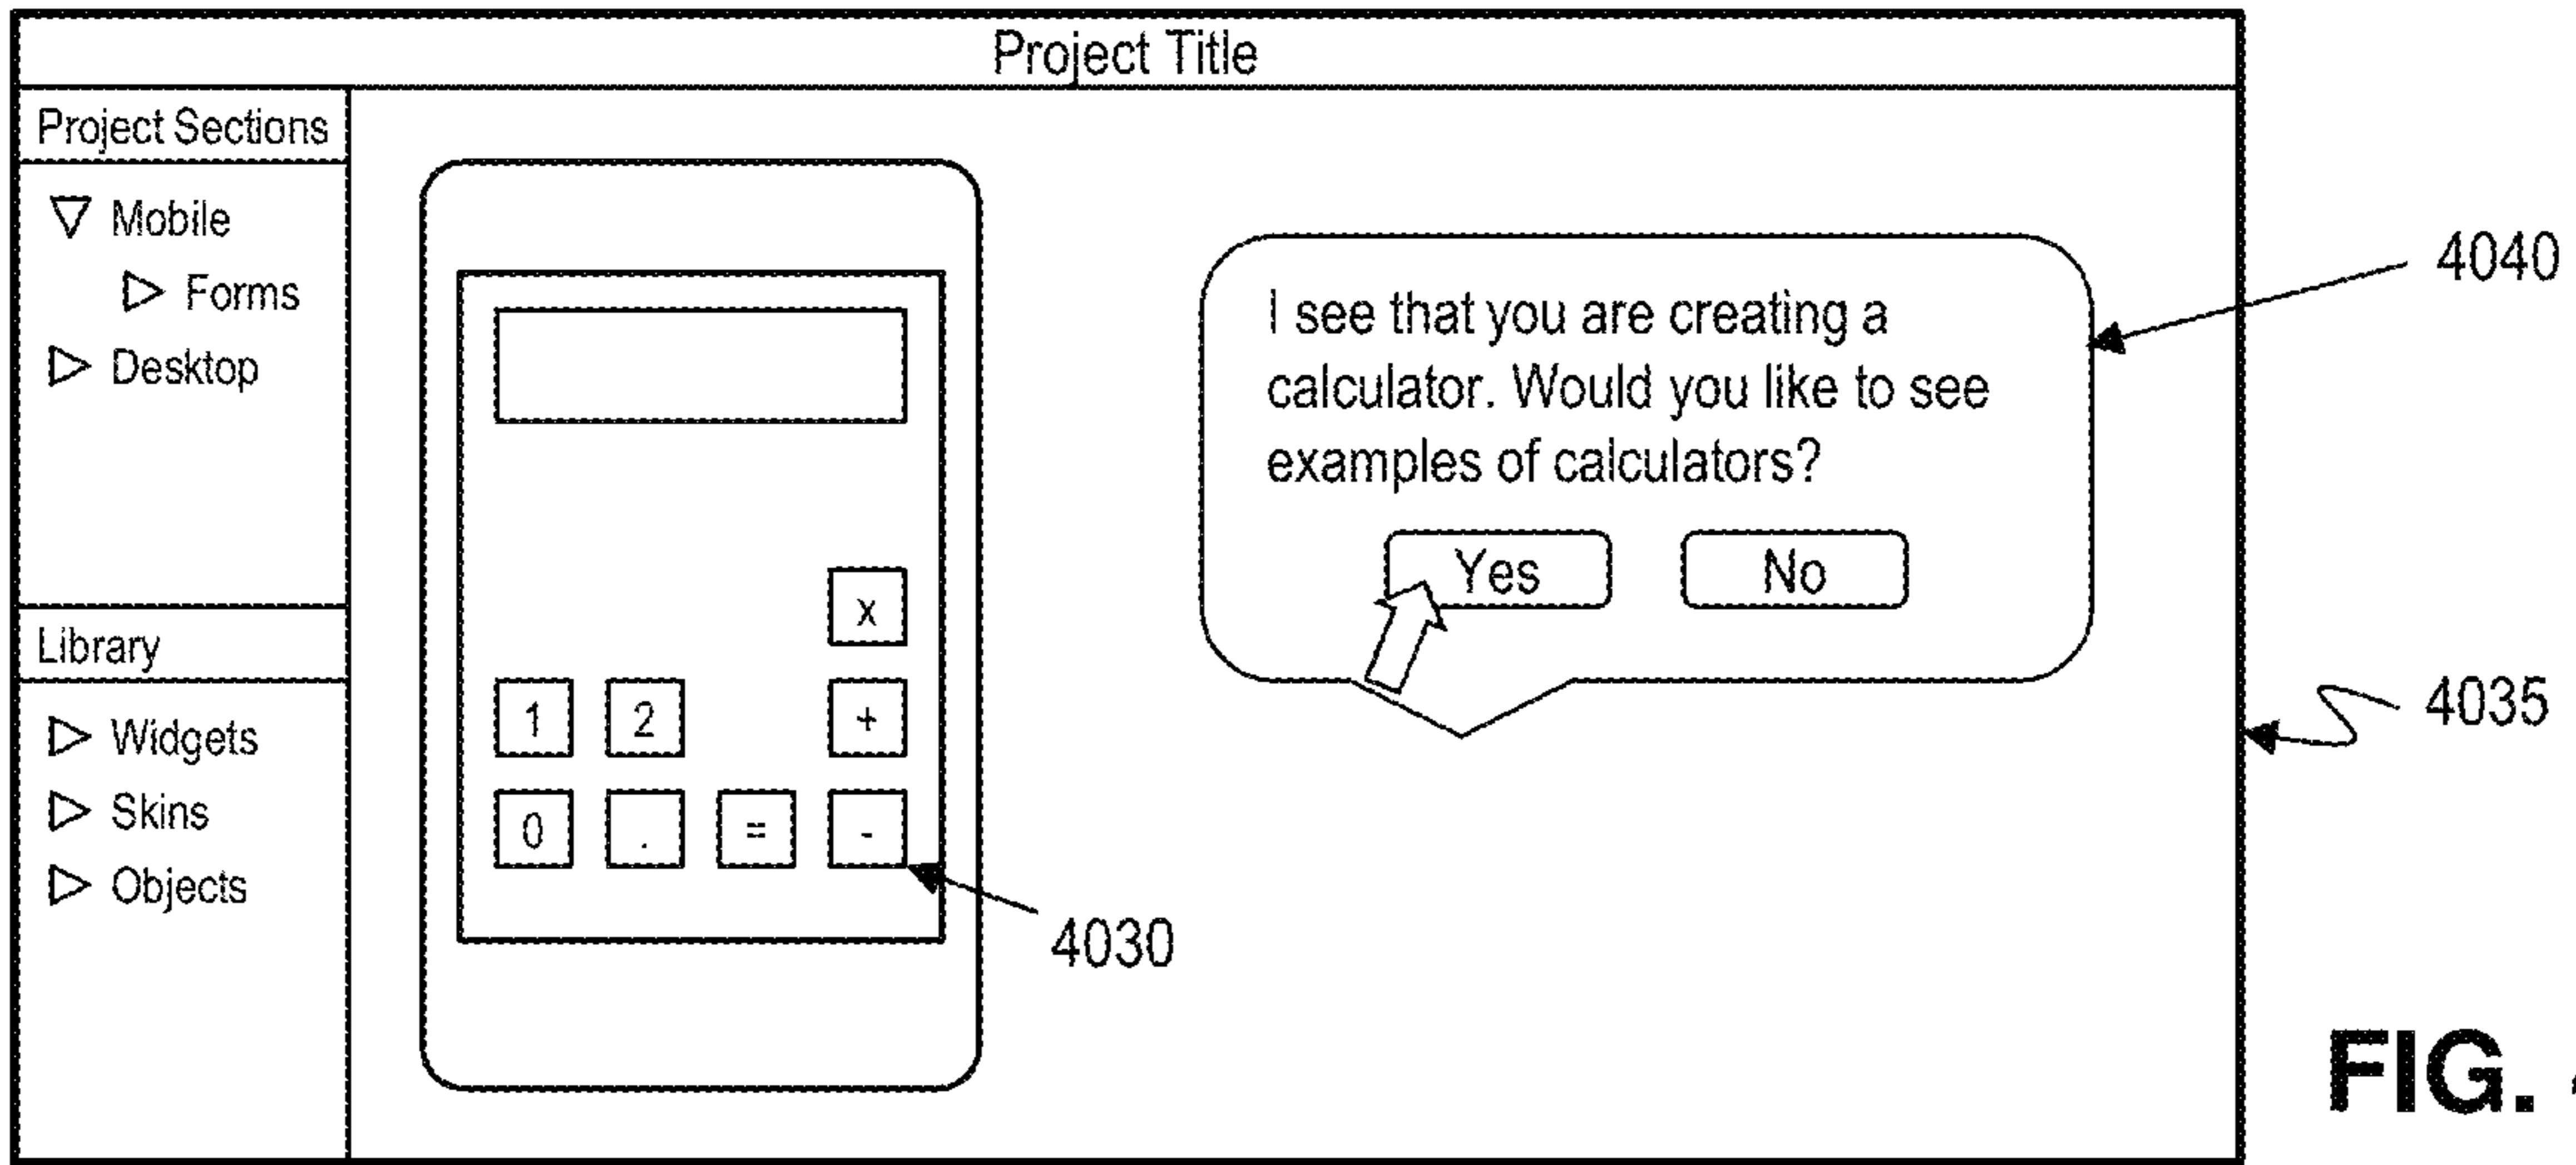 Project Title
Project Sections
Mobile
Forms
Desktop
Library
Widgets
Skins
Objects
x
1 2 +
0 . = -
4030
I see that you are creating a
calculator. Would you like to see
examples of calculators?
Yes No
4040
4035
FIG.